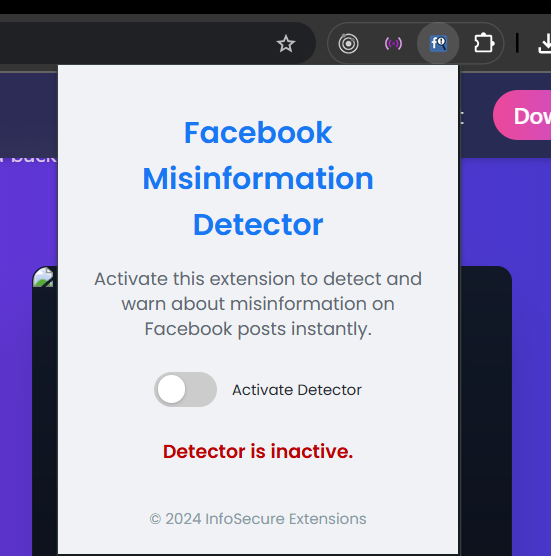 Dow
Facebook
Misinformation
Detector
Activate this extension to detect and
warn about misinformation on
Facebook posts instantly.
Activate Detector
Detector is inactive.
© 2024 InfoSecure Extensions